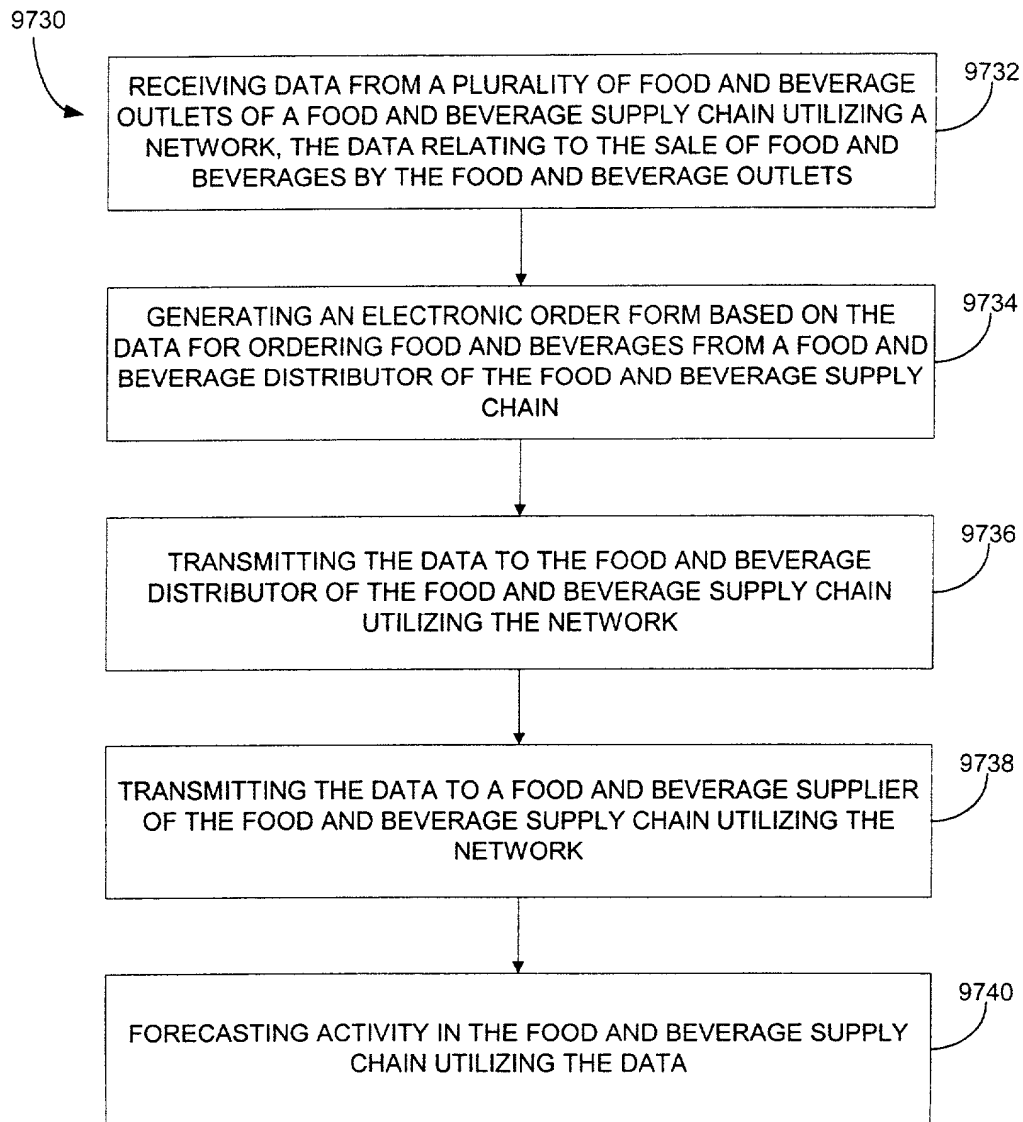 9730
9732
RECEIVING DATA FROM A PLURALITY OF FOOD AND BEVERAGE
OUTLETS OF A FOOD AND BEVERAGE SUPPLY CHAIN UTILIZING A
NETWORK, THE DATA RELATING TO THE SALE OF FOOD AND
BEVERAGES BY THE FOOD AND BEVERAGE OUTLETS
9734
GENERATING AN ELECTRONIC ORDER FORM BASED ON THE
DATA FOR ORDERING FOOD AND BEVERAGES FROM A FOOD AND
BEVERAGE DISTRIBUTOR OF THE FOOD AND BEVERAGE SUPPLY
CHAIN
9736
TRANSMITTING THE DATA TO THE FOOD AND BEVERAGE
DISTRIBUTOR OF THE FOOD AND BEVERAGE SUPPLY CHAIN
UTILIZING THE NETWORK
9738
TRANSMITTING THE DATA TO A FOOD AND BEVERAGE SUPPLIER
OF THE FOOD AND BEVERAGE SUPPLY CHAIN UTILIZING THE
NETWORK
9740
FORECASTING ACTIVITY IN THE FOOD AND BEVERAGE SUPPLY
CHAIN UTILIZING THE DATA